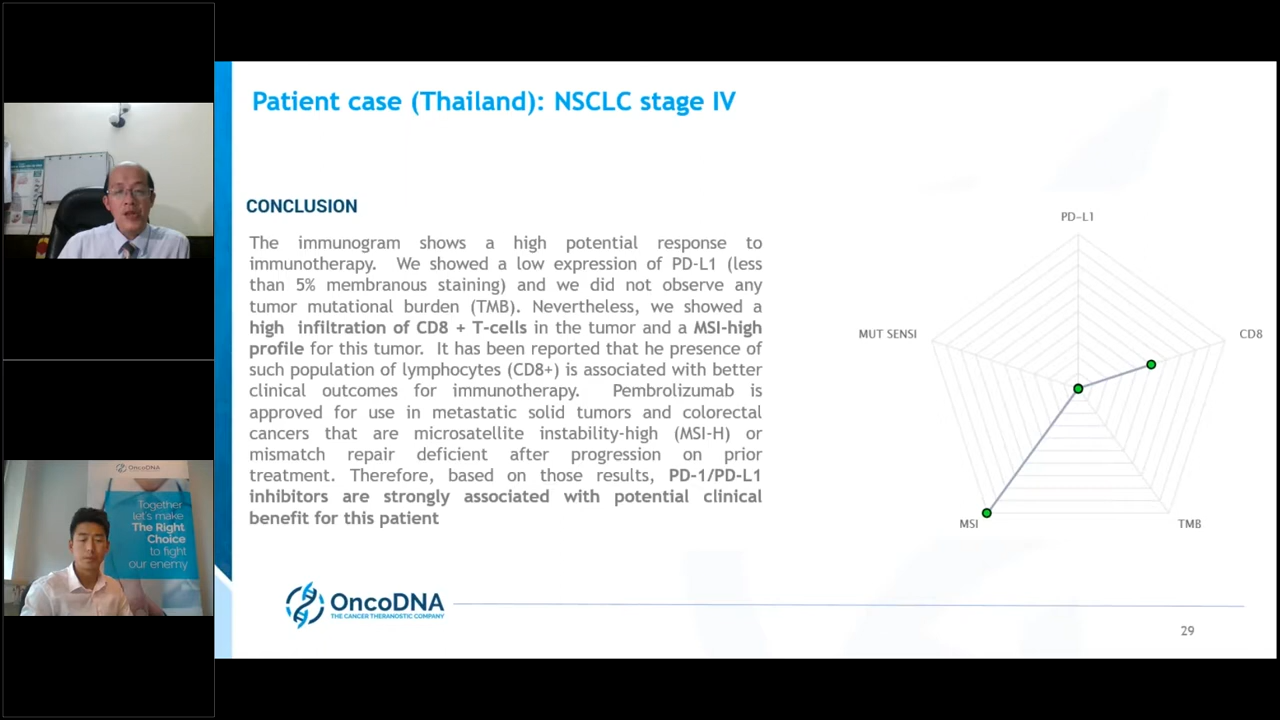 Patient case (Thailand): NSCLC stage IV
CONCLUSION
The immunogram shows a high potential response to
immunotherapy. We showed a low expression of PD-L1 (less
than 5% membranous staining) and we did not observe any
tumor mutational burden (TMB). Nevertheless, we showed a
high infiltration of CD8 + T-cells in the tumor and a MSI-high
profile for this tumor. It has been reported that he presence of
such population of lymphocytes (CD8+) is associated with better
clinical outcomes for immunotherapy. Pembrolizumab is
approved for use in metastatic solid tumors and colorectal
cancers that are microsatellite instability-high (MSI-H) or
mismatch repair deficient after progression on prior
treatment. Therefore, based on those results, PD-1/PD-L1
inhibitors are strongly associated with potential clinical
benefit for this patient
PD-L1
MUT SENSI
CD8
MSI
TMB
OncoDNA
THE CANCER THERANOSTIC COMPANY
29
OncoDNA
Together
let's make
The Right
Choice
to fight
our enemy